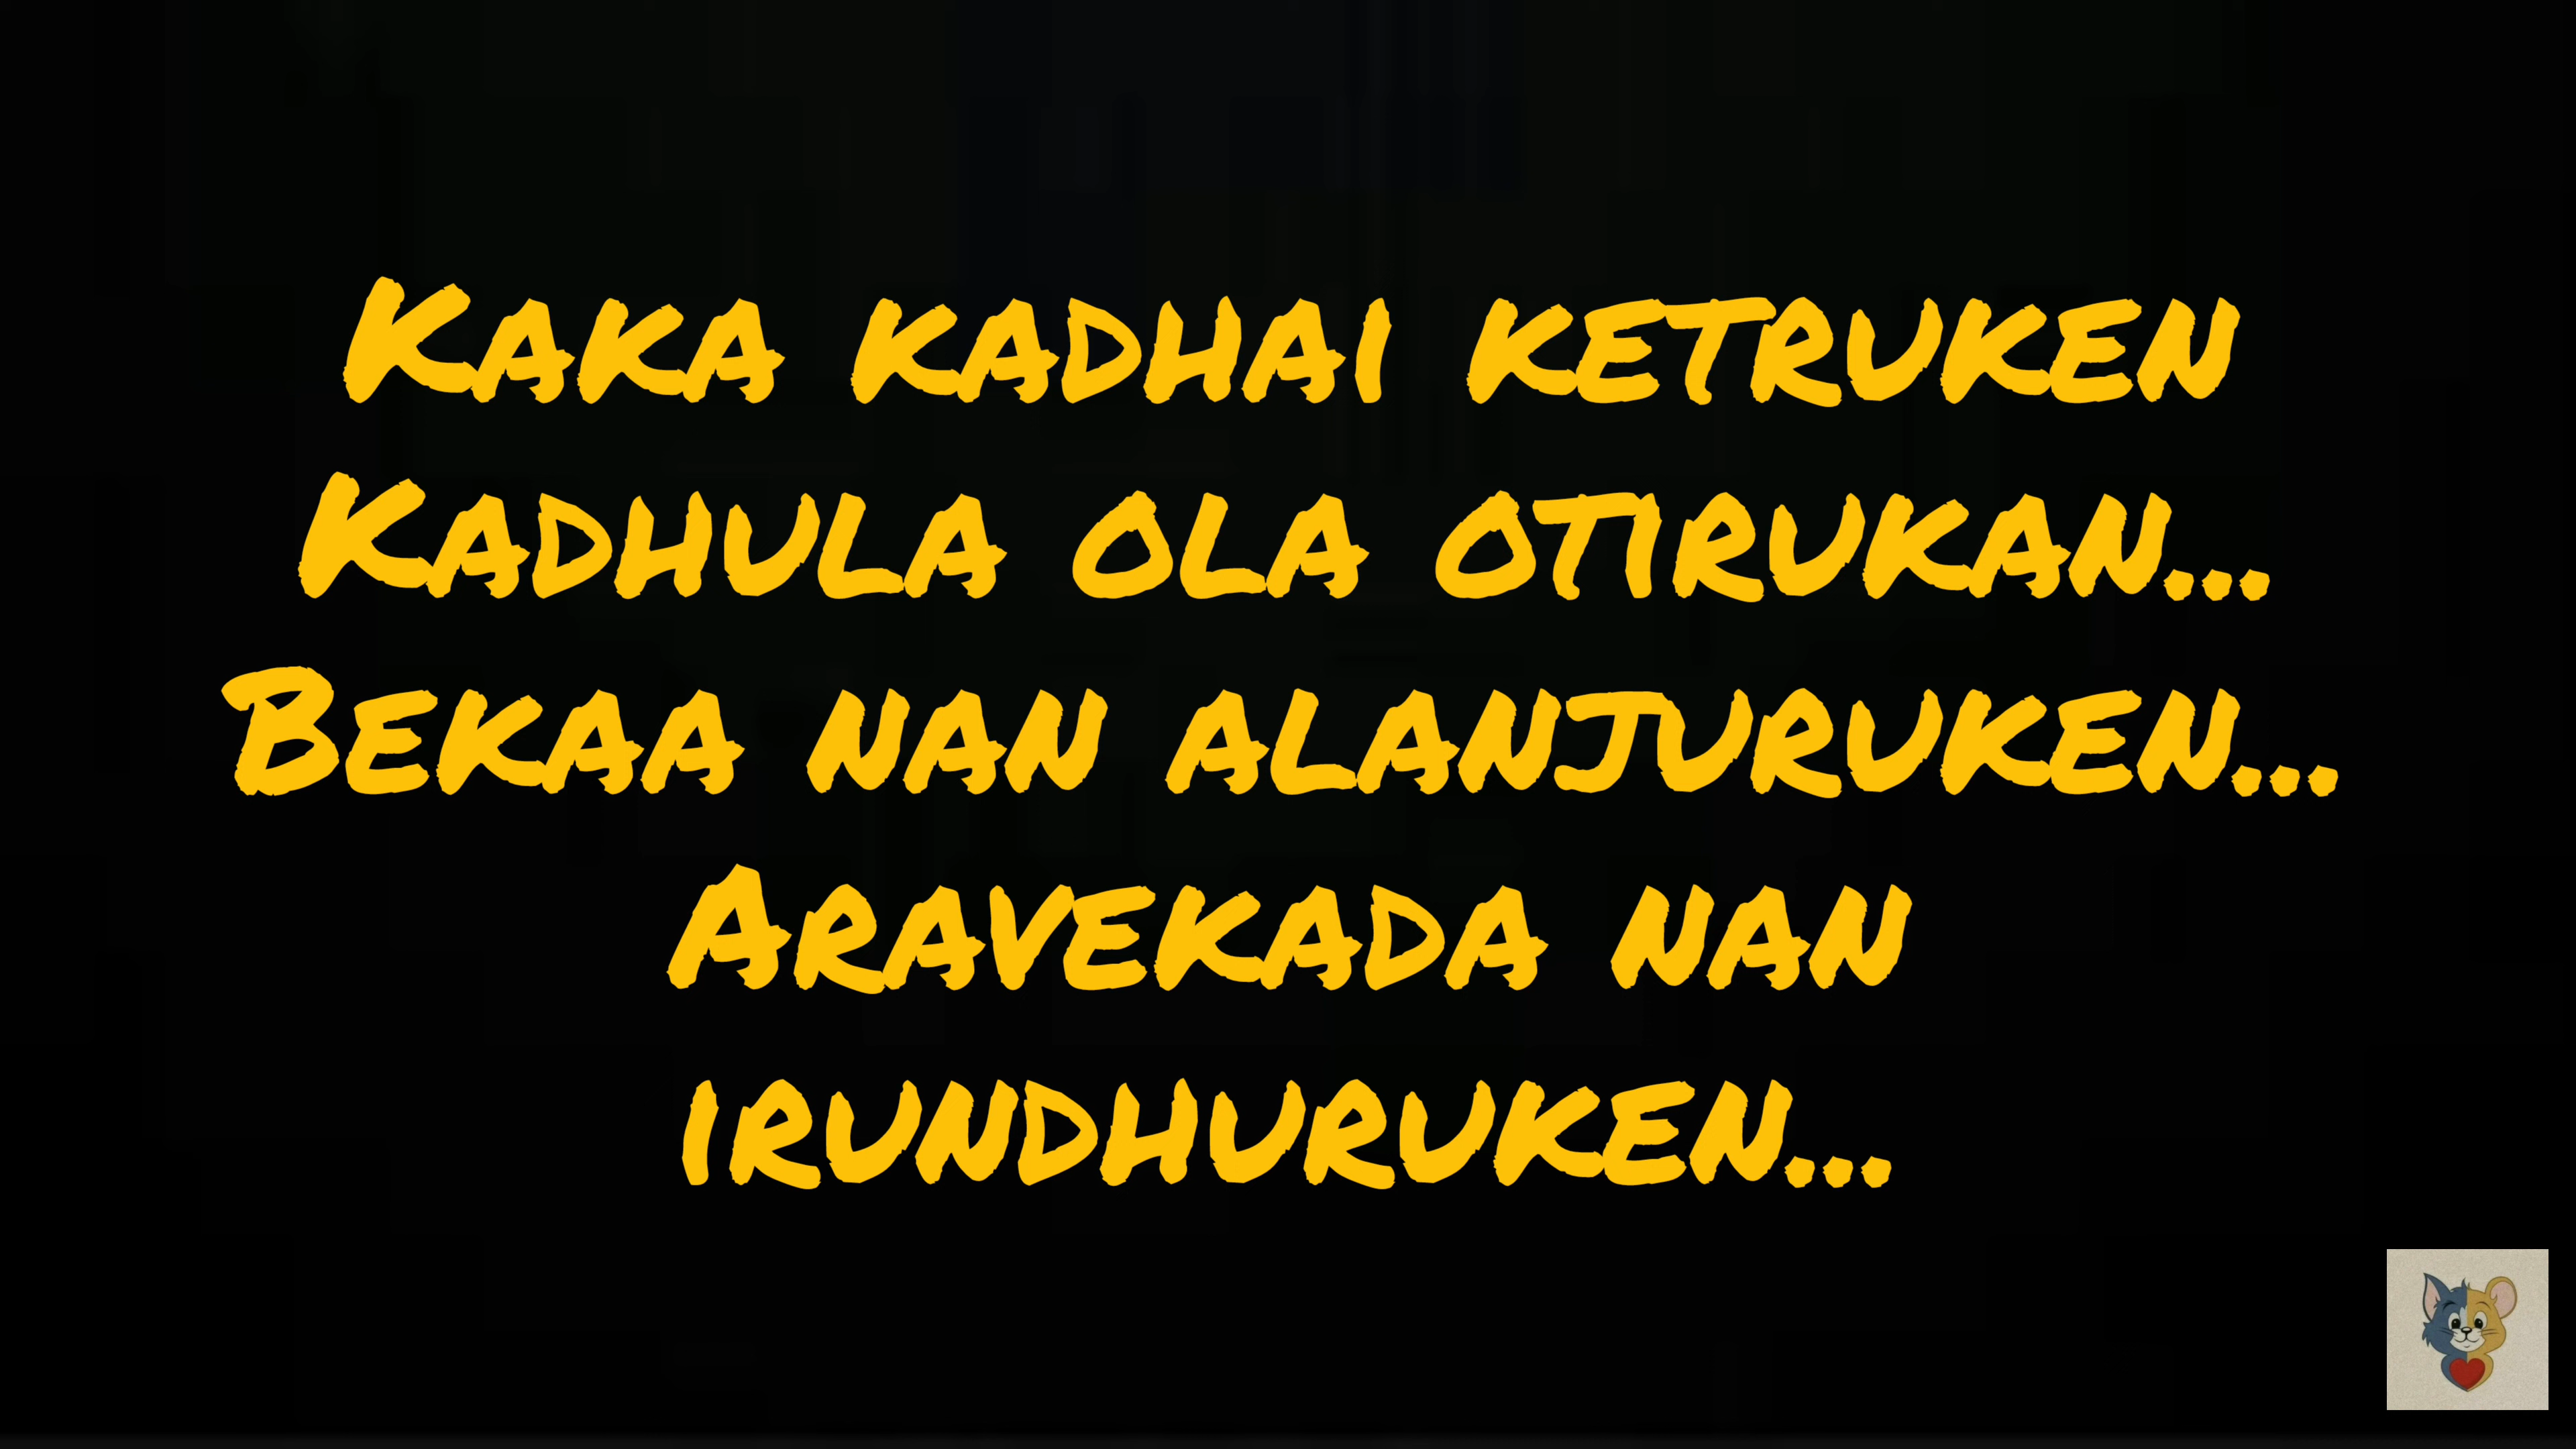 Kaka kadhai ketruken
Kadhula ola otirukan...
Bekaa nan alanjuruken...
Aravekada nan
irundhuruken...